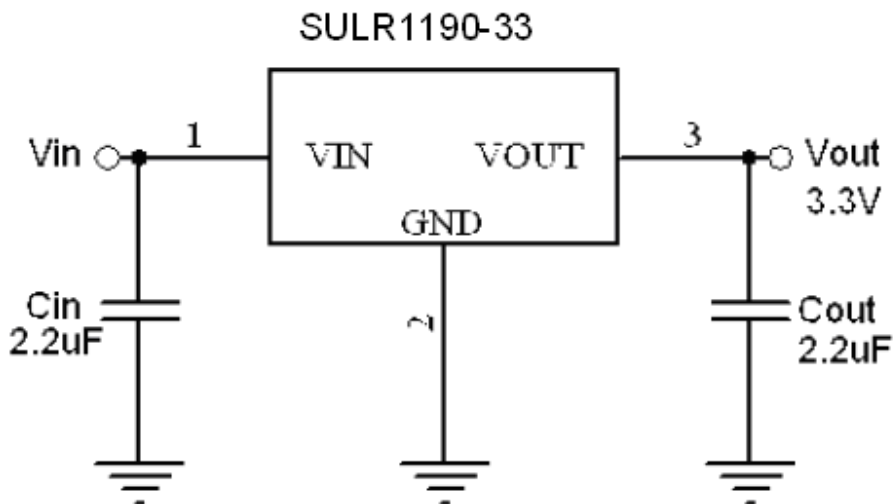 SULR1190-33
Vin
1
VIN
VOUT
3
Vout
3.3V
GND
Cin
2.2uF
2
Cout
2.2uF